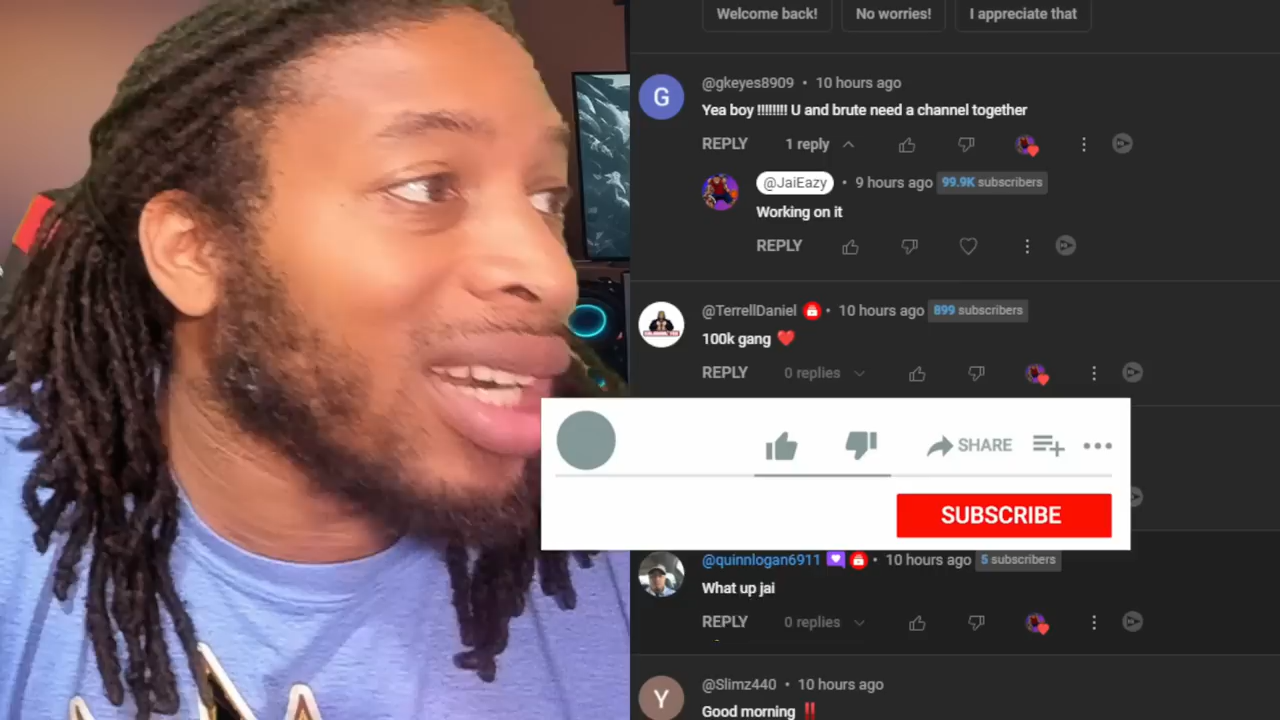 Welcome back!
No worries!
I appreciate that
@gkeyes8909 • 10 hours ago
Yea boy !!!!!!!! U and brute need a channel together
REPLY
1 reply
@JaiEazy • 9 hours ago 99.9K subscribers
Working on it
REPLY
@TerrellDaniel • 10 hours ago 899 subscribers
100k gang ❤️
REPLY
0 replies
SHARE
SUBSCRIBE
@quinnlogan6911 • 10 hours ago 5 subscribers
What up jai
REPLY
0 replies
@Slimz440 • 10 hours ago
Good morning ‼️
G
Y